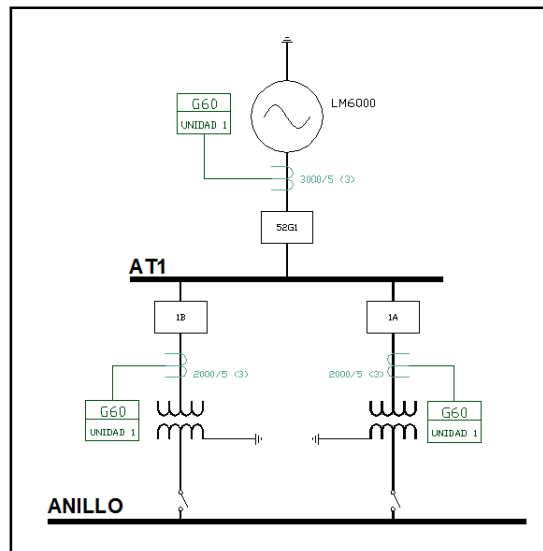 G60
UNIDAD 1
LM6000
3000/5 (3)
52G1
AT1
1B
1A
2000/5 (3)
2000/5 (3)
G60
UNIDAD 1
G60
UNIDAD 1
ANILLO